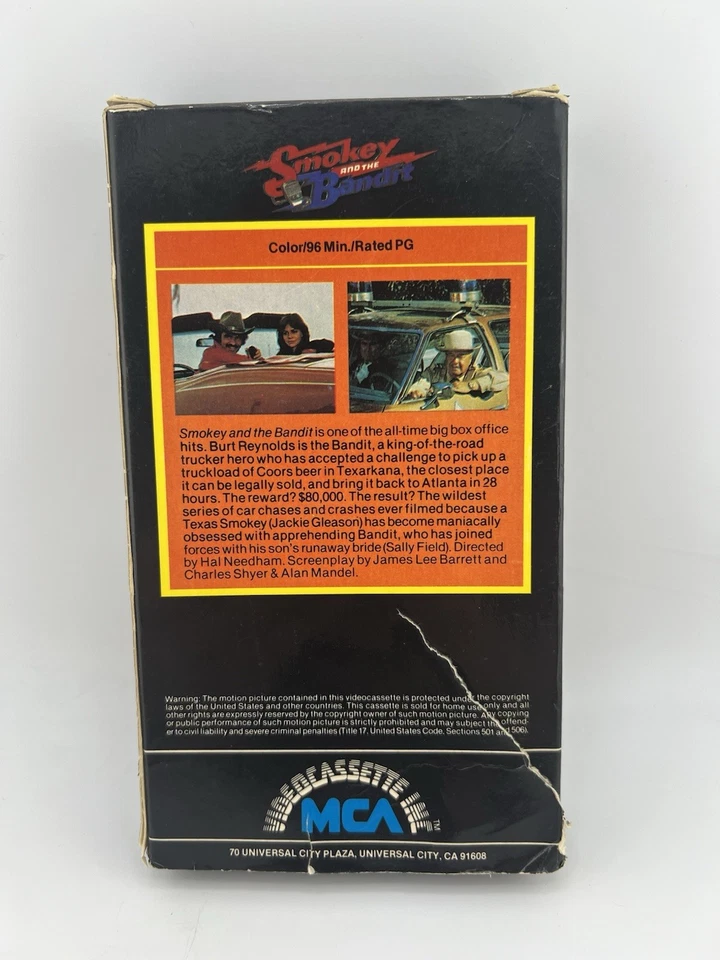 Smokey
AND THE
Bandit
Color/96 Min./Rated PG
Smokey and the Bandit is one of the all-time big box office
hits. Burt Reynolds is the Bandit, a king-of-the-road
trucker hero who has accepted a challenge to pick up a
truckload of Coors beer in Texarkana, the closest place
it can be legally sold, and bring it back to Atlanta in 28
hours. The reward? $80,000. The result? The wildest
series of car chases and crashes ever filmed because a
Texas Smokey (Jackie Gleason) has become maniacally
obsessed with apprehending Bandit, who has joined
forces with his son's runaway bride (Sally Field). Directed
by Hal Needham. Screenplay by James Lee Barrett and
Charles Shyer & Alan Mandel.
Warning: The motion picture contained in this videocassette is protected under the copyright
laws of the United States and other countries. This cassette is sold for home use only and all
other rights are expressly reserved by the copyright owner of such motion picture. Any copying
or public performance of such motion picture is strictly prohibited and may subject the offend-
er to civil liability and severe criminal penalties (Title 17, United States Code, Sections 501 and 506).
VIDEOCASSETTE INC.
MCA TM
70 UNIVERSAL CITY PLAZA, UNIVERSAL CITY, CA 91608